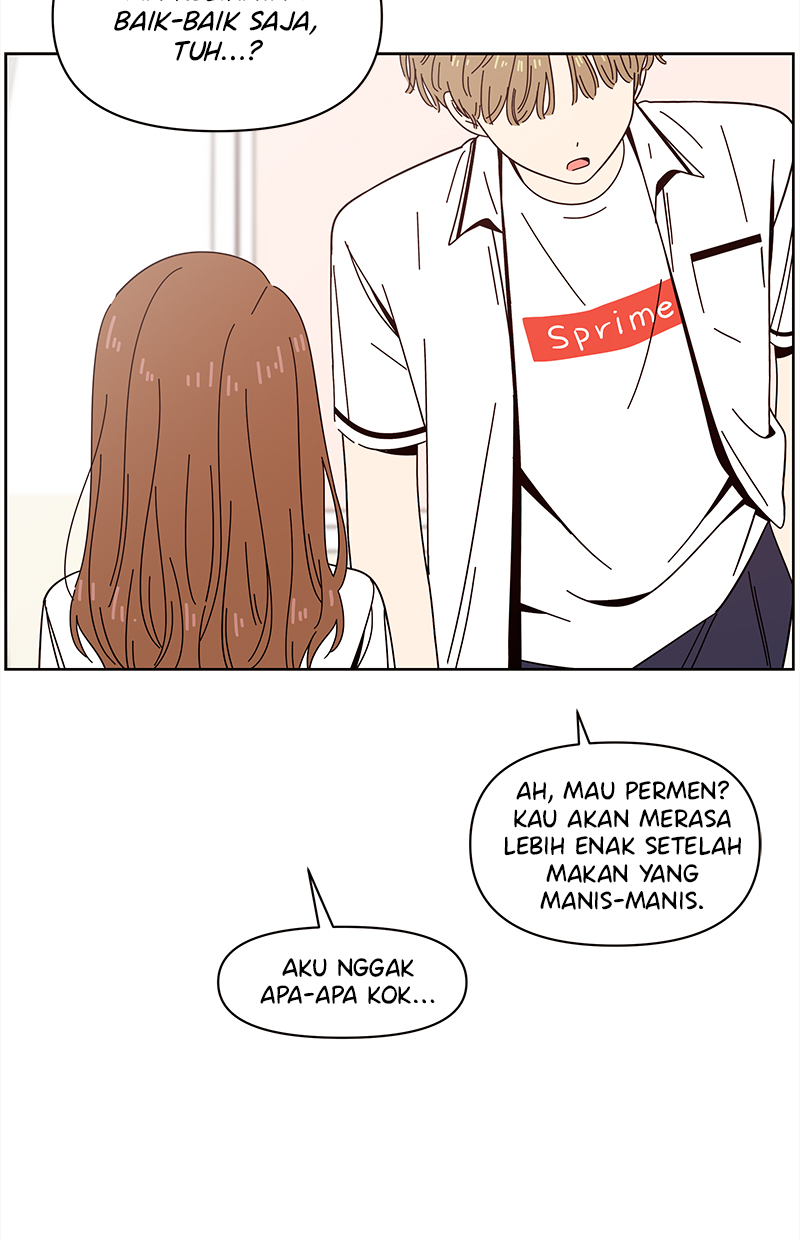 BAIK-BAIK SAJA,
TUH...?
Sprime
AH, MAU PERMEN?
KAU AKAN MERASA
LEBIH ENAK SETELAH
MAKAN YANG
MANIS-MANIS.
AKU NGGAK
APA-APA KOK...